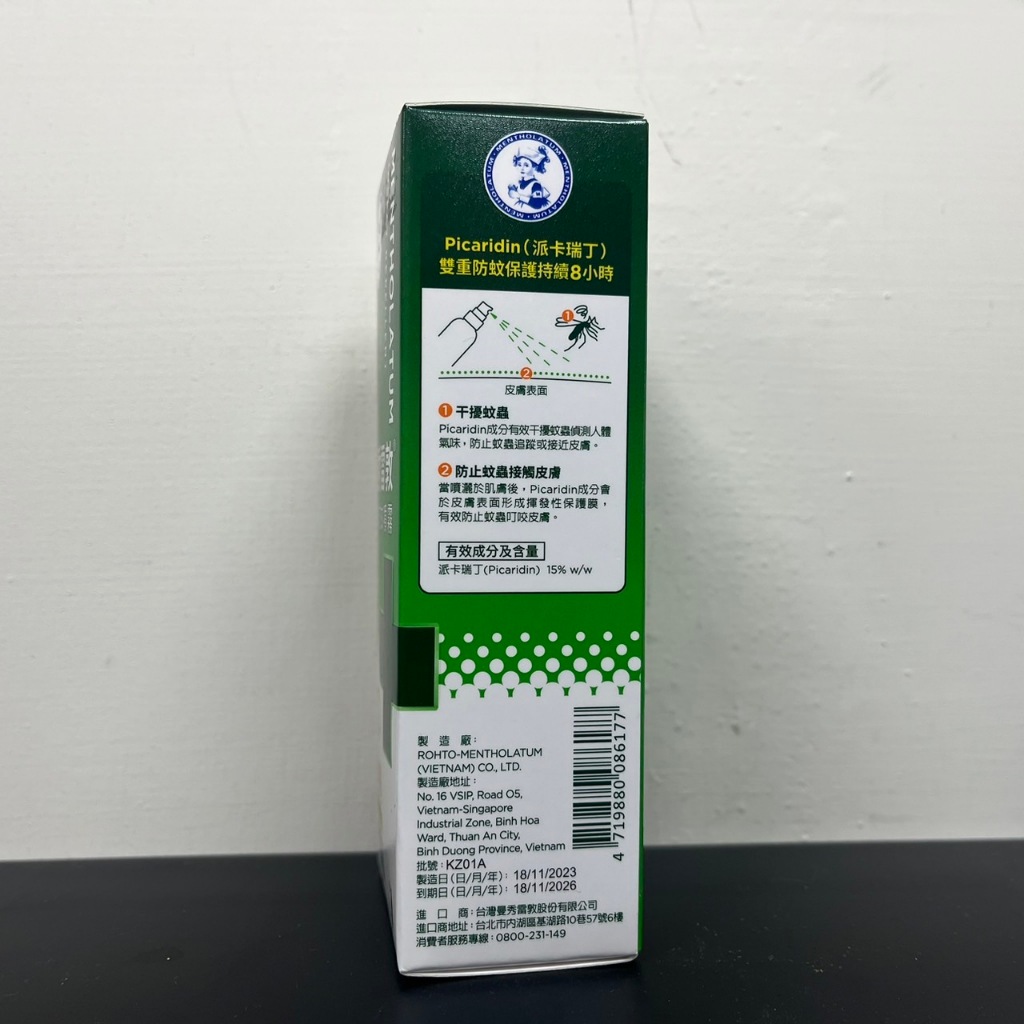 MENTHOLATUM · MENTHOLATUM · MENTHOLATUM
MENTHOLATUM
Picaridin(派卡瑞丁)
雙重防蚊保護持續8小時
1
2
皮膚表面
1 干擾蚊蟲
Picaridin成分有效干擾蚊蟲偵測人體
氣味,防止蚊蟲追蹤或接近皮膚。
2 防止蚊蟲接觸皮膚
當噴灑於肌膚後,Picaridin成分會
於皮膚表面形成揮發性保護膜,
有效防止蚊蟲叮咬皮膚。
有效成分及含量
派卡瑞丁(Picaridin) 15% w/w
製 造 廠:
ROHTO-MENTHOLATUM
(VIETNAM) CO., LTD.
製造廠地址:
No. 16 VSIP, Road O5,
Vietnam-Singapore
Industrial Zone, Binh Hoa
Ward, Thuan An City,
Binh Duong Province, Vietnam
批號:KZ01A
製造日(日/月/年): 18/11/2023
到期日(日/月/年): 18/11/2026
進 口 商:台灣曼秀雷敦股份有限公司
進口商地址:台北市內湖區基湖路10巷57號6樓
消費者服務專線:0800-231-149
4 719880 086177